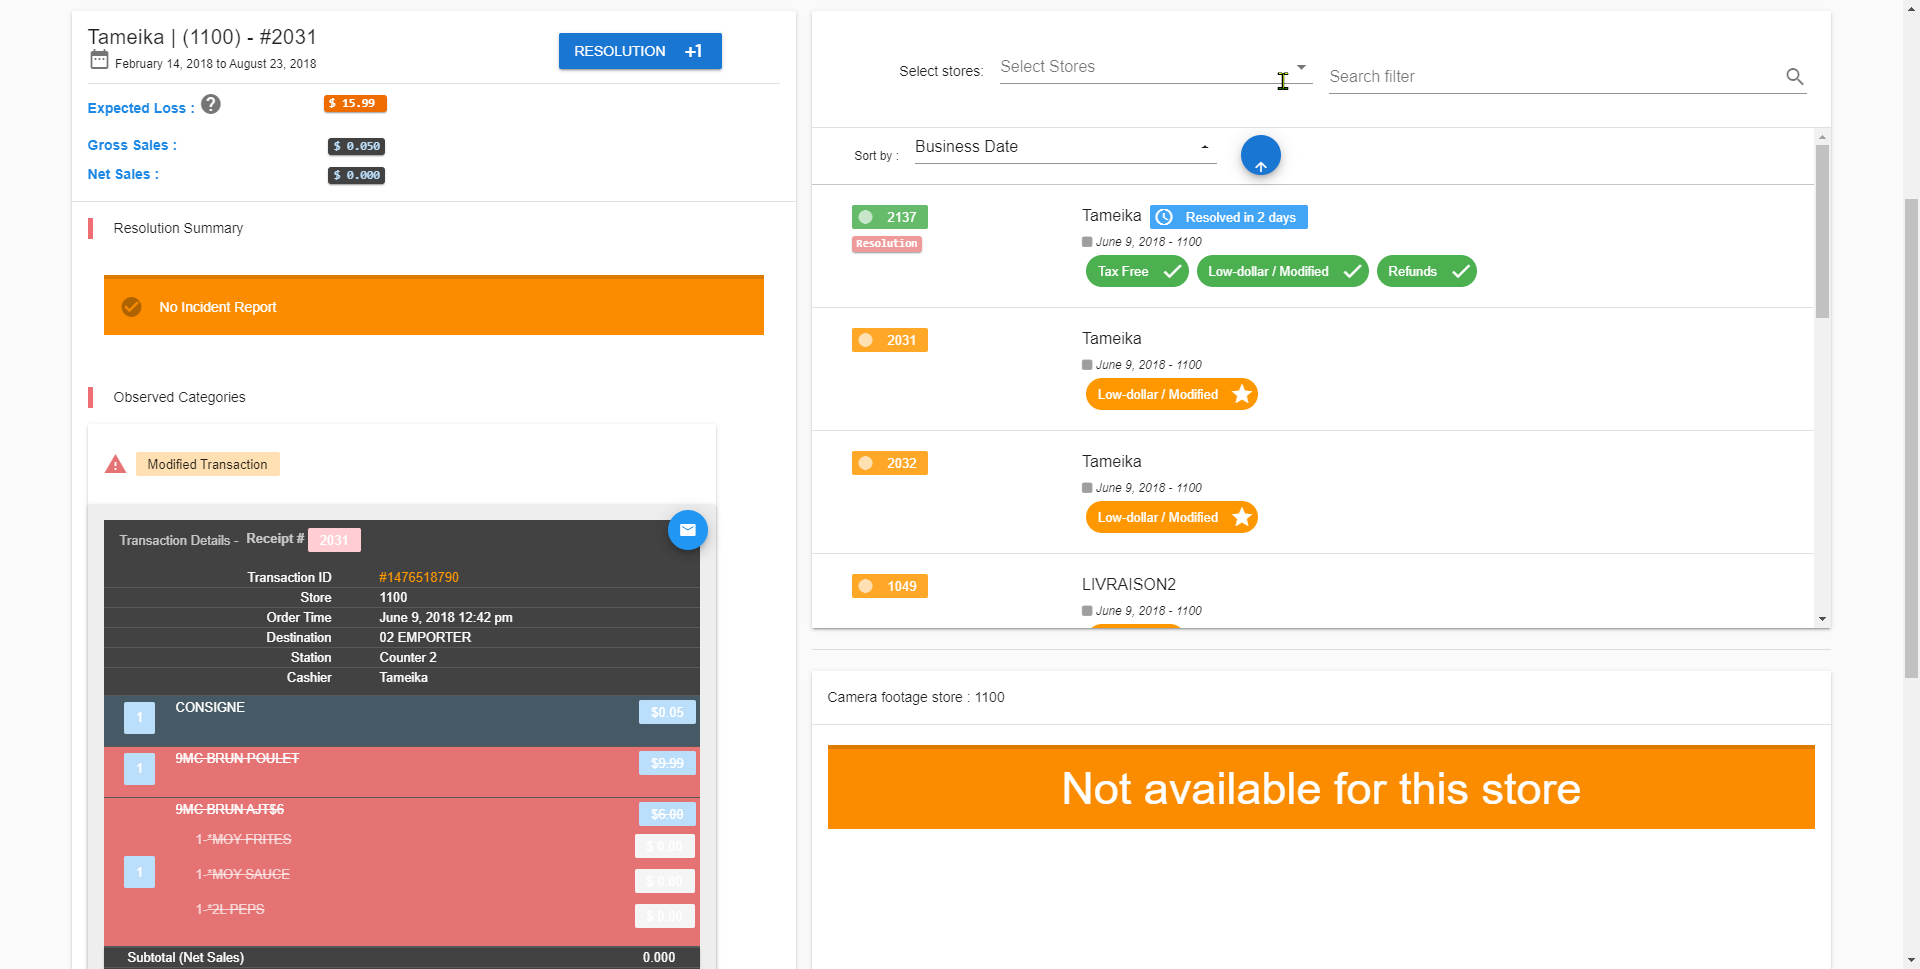 Tameika | (1100) - #2031
February 14, 2018 to August 23, 2018
RESOLUTION +1
Expected Loss : ?
$ 15.99
Gross Sales :
$ 0.050
Net Sales :
$ 0.000
Resolution Summary
No Incident Report
Observed Categories
Modified Transaction
Transaction Details - Receipt # 2031
Transaction ID #1476518790
Store 1100
Order Time June 9, 2018 12:42 pm
Destination 02 EMPORTER
Station Counter 2
Cashier Tameika
1 CONSIGNE $0.05
1 9MC BRUN POULET $9.99
9MC BRUN AJT$6 $6.00
1 *MOY FRITES $ 0.00
1
1 *MOY SAUCE $ 0.00
1 *2L PEPS $ 0.00
Subtotal (Net Sales) 0.000
Select stores: Select Stores
Search filter
Sort by : Business Date
2137
Resolution
Tameika Resolved in 2 days
June 9, 2018 - 1100
Tax Free Low-dollar / Modified Refunds
2031
Tameika
June 9, 2018 - 1100
Low-dollar / Modified
2032
Tameika
June 9, 2018 - 1100
Low-dollar / Modified
1049
LIVRAISON2
June 9, 2018 - 1100
Camera footage store : 1100
Not available for this store